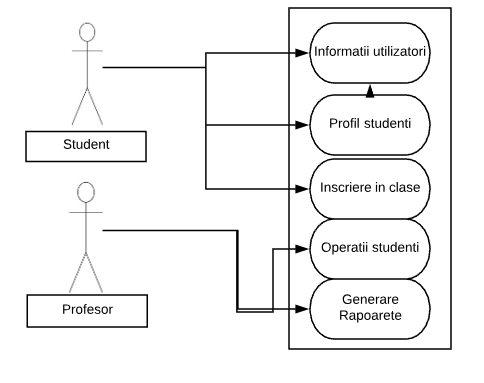 Informatii utilizatori
Profil studenti
Student
Inscriere in clase
Operatii studenti
Profesor
Generare
Rapoarete